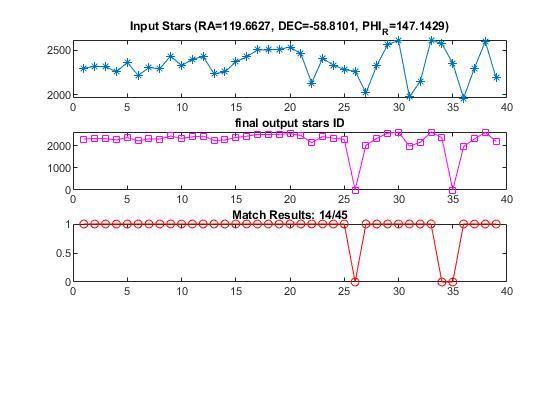 Input Stars (RA=119.6627, DEC=-58.8101, PHI_R=147.1429)
2500
2000
0 5 10 15 20 25 30 35 40
final output stars ID
2000
1000
0
0 5 10 15 20 25 30 35 40
Match Results: 14/45
1
0.5
0
0 5 10 15 20 25 30 35 40